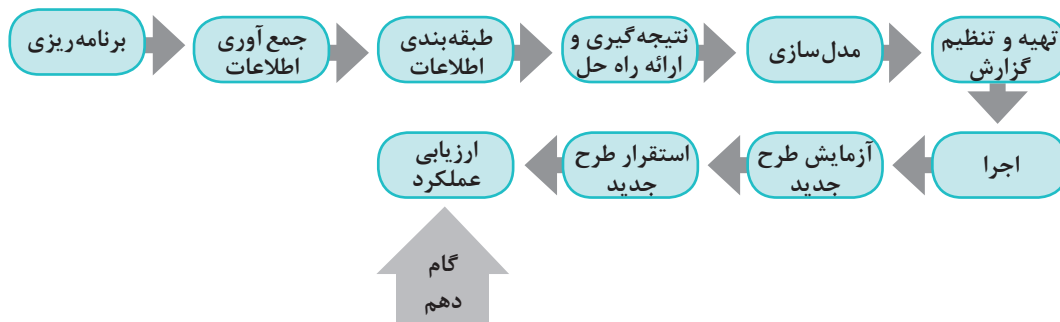 برنامه‌ریزی
جمع‌آوری
اطلاعات
طبقه‌بندی
اطلاعات
نتیجه‌گیری و
ارائه راه حل
مدل‌سازی
تهیه و تنظیم
گزارش
اجرا
آزمایش طرح
جدید
استقرار طرح
جدید
ارزیابی
عملکرد
گام
دهم